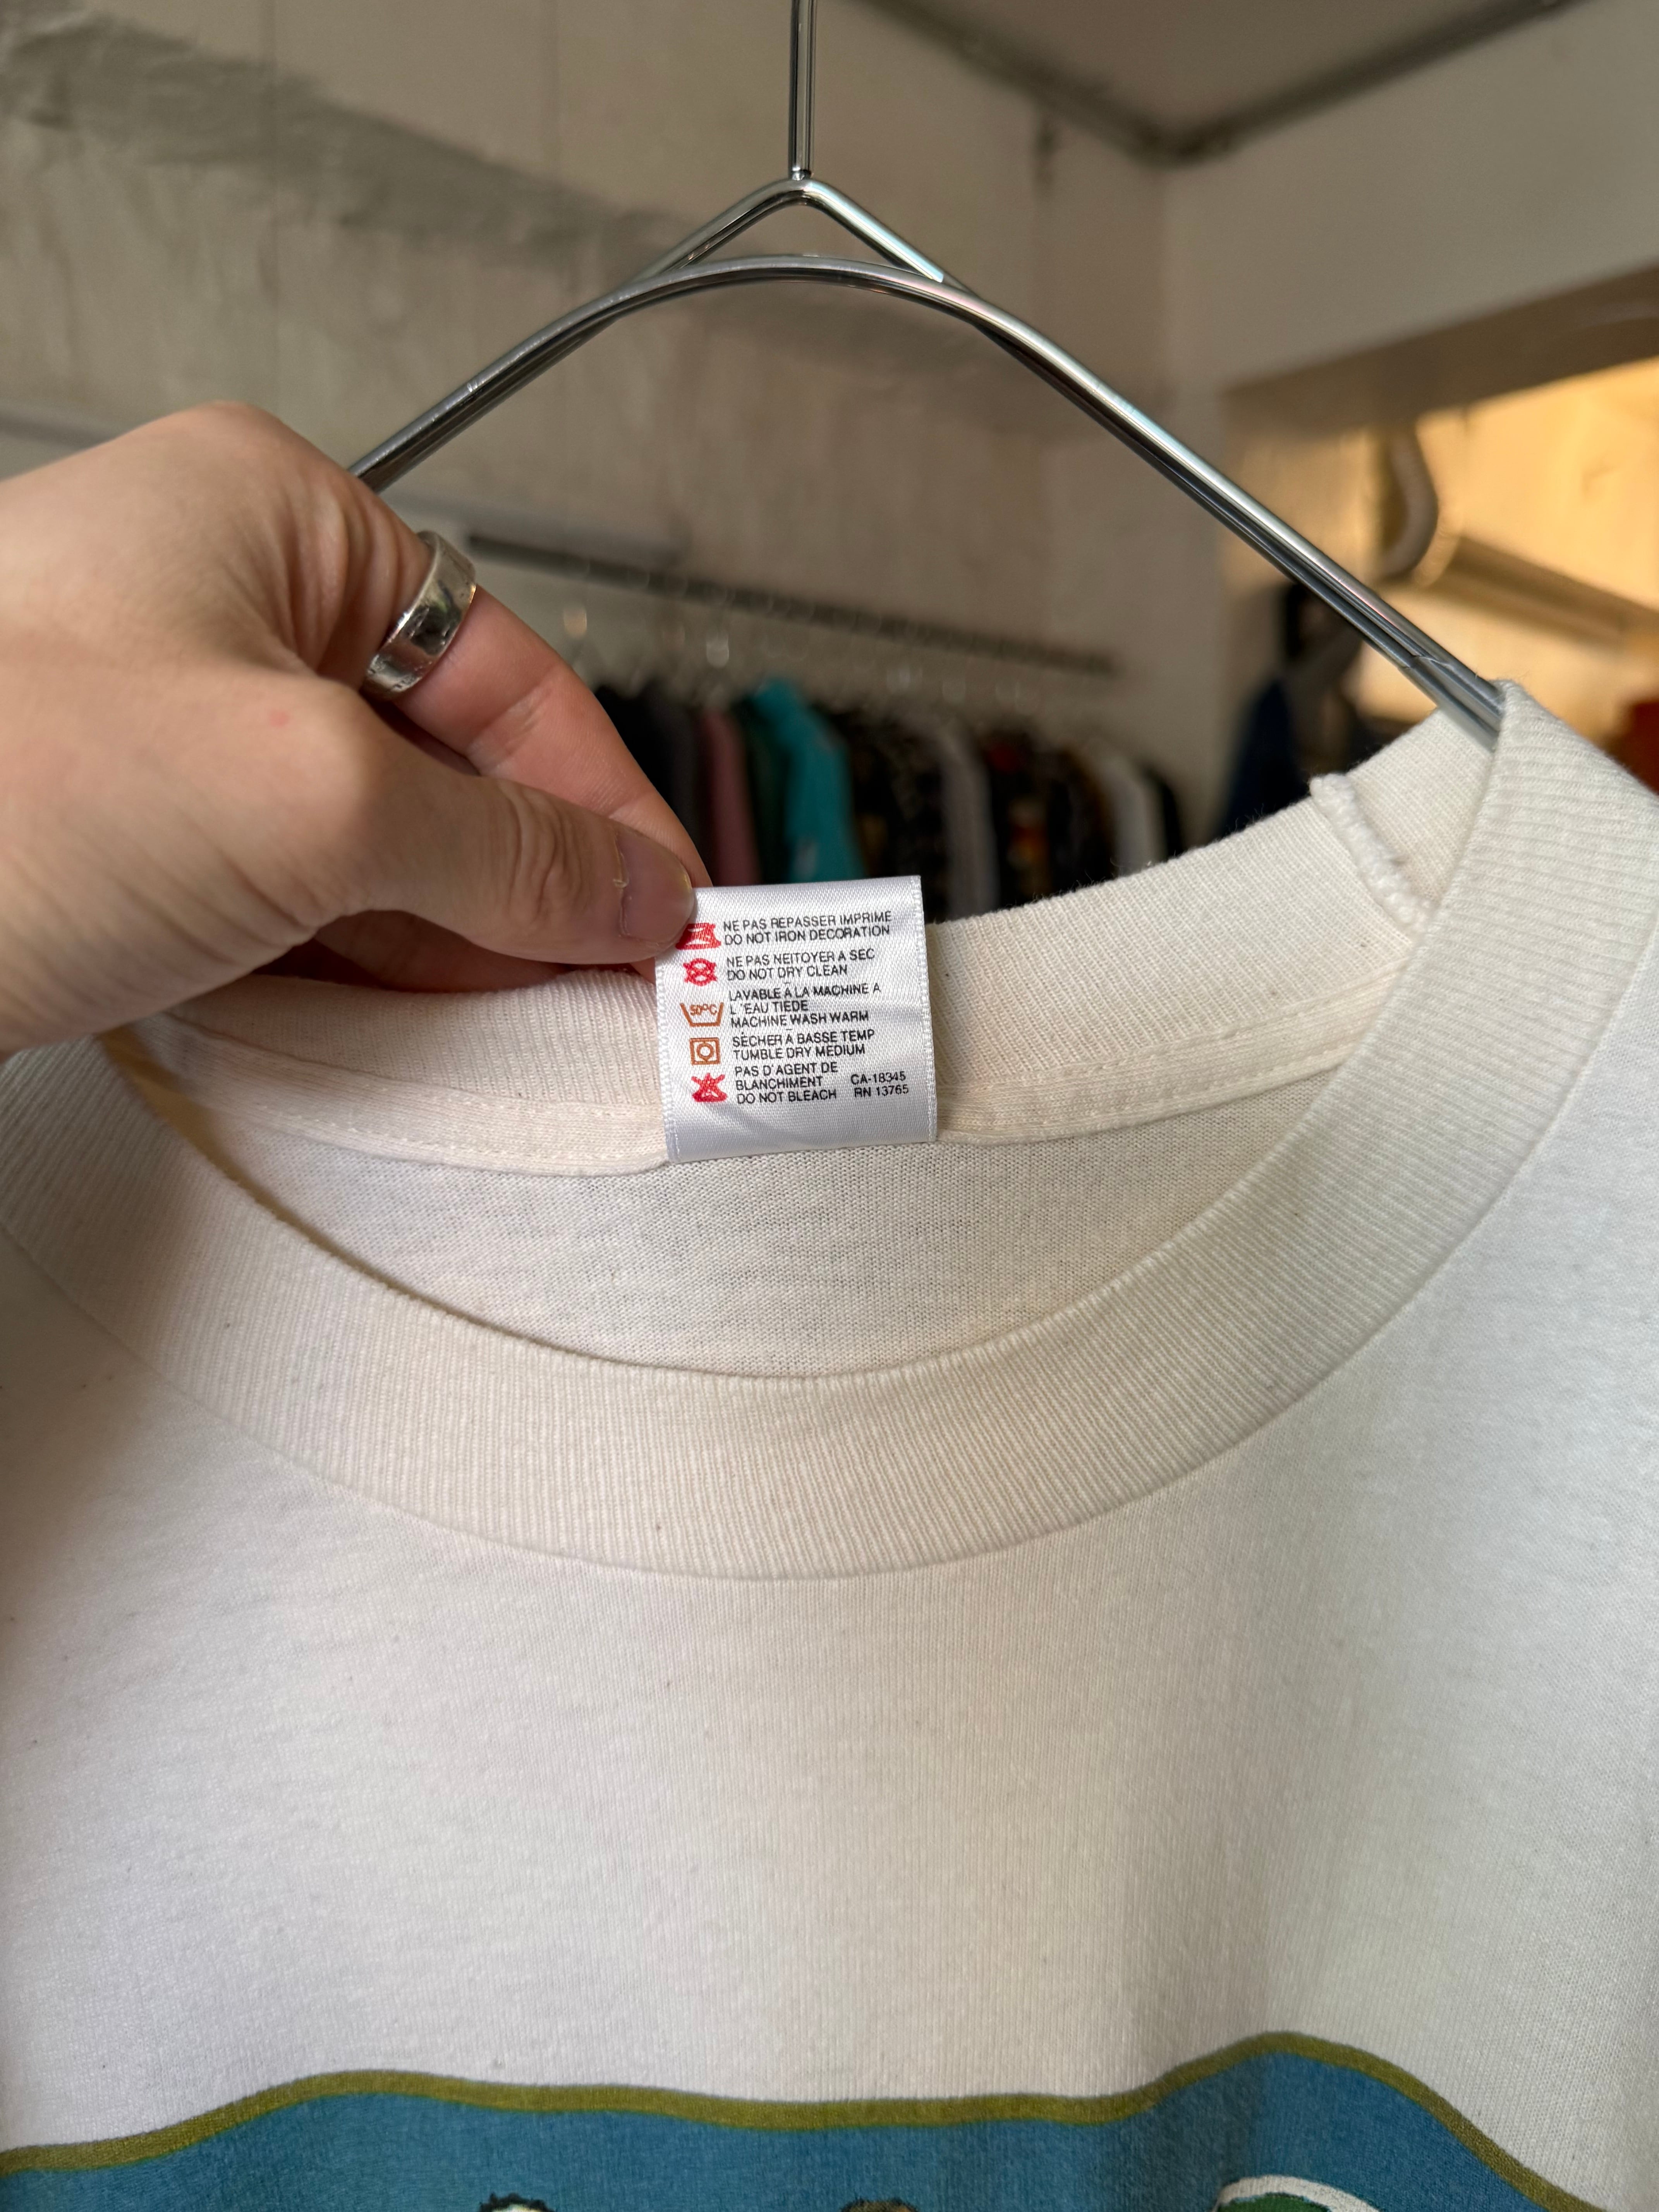 NE PAS REPASSER IMPRIME
DO NOT IRON DECORATION
NE PAS NEITOYER A SEC
DO NOT DRY CLEAN
LAVABLE À LA MACHINE A
L'EAU TIEDE
MACHINE WASH WARM
50°C
SÉCHER À BASSE TEMP
TUMBLE DRY MEDIUM
PAS D'AGENT DE
BLANCHIMENT
DO NOT BLEACH
CA-18345
RN 13765